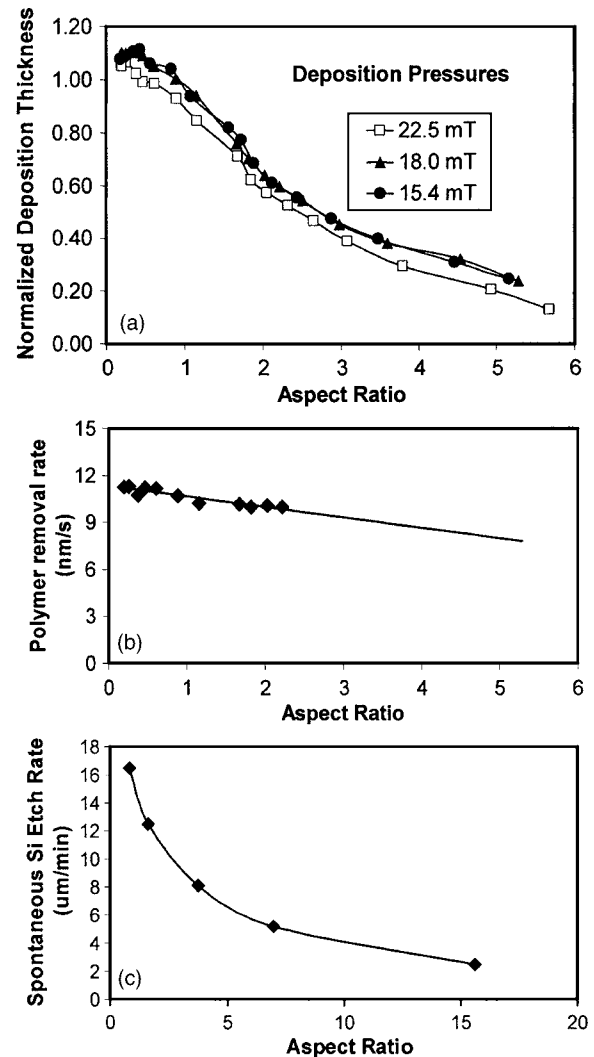 Normalized Deposition Thickness
1.20
1.00
0.80
0.60
0.40
0.20
0.00
Deposition Pressures
22.5 mT
18.0 mT
15.4 mT
(a)
0 1 2 3 4 5 6
Aspect Ratio
Polymer removal rate
(nm/s)
15
12
9
6
3
0
(b)
0 1 2 3 4 5 6
Aspect Ratio
Spontaneous Si Etch Rate
(um/min)
18
16
14
12
10
8
6
4
2
0
(c)
0 5 10 15 20
Aspect Ratio